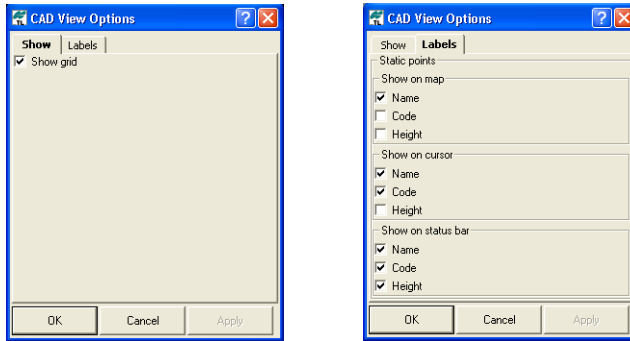 CAD View Options
Show Labels
Show grid
OK Cancel Apply
CAD View Options
Show Labels
Static points
Show on map
Name
Code
Height
Show on cursor
Name
Code
Height
Show on status bar
Name
Code
Height
OK Cancel Apply